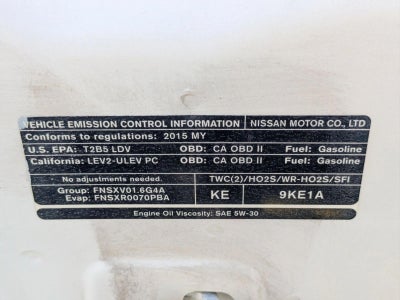 VEHICLE EMISSION CONTROL INFORMATION NISSAN MOTOR CO., LTD
Conforms to regulations: 2015 MY
U.S. EPA: T2B5 LDV OBD: CA OBD II Fuel: Gasoline
California: LEV2-ULEV PC OBD: CA OBD II Fuel: Gasoline
No adjustments needed. TWC(2)/HO2S/WR-HO2S/SFI
Group: FNSXV01.6G4A KE 9KE1A
Evap: FNSXR0070PBA
Engine Oil Viscosity: SAE 5W-30